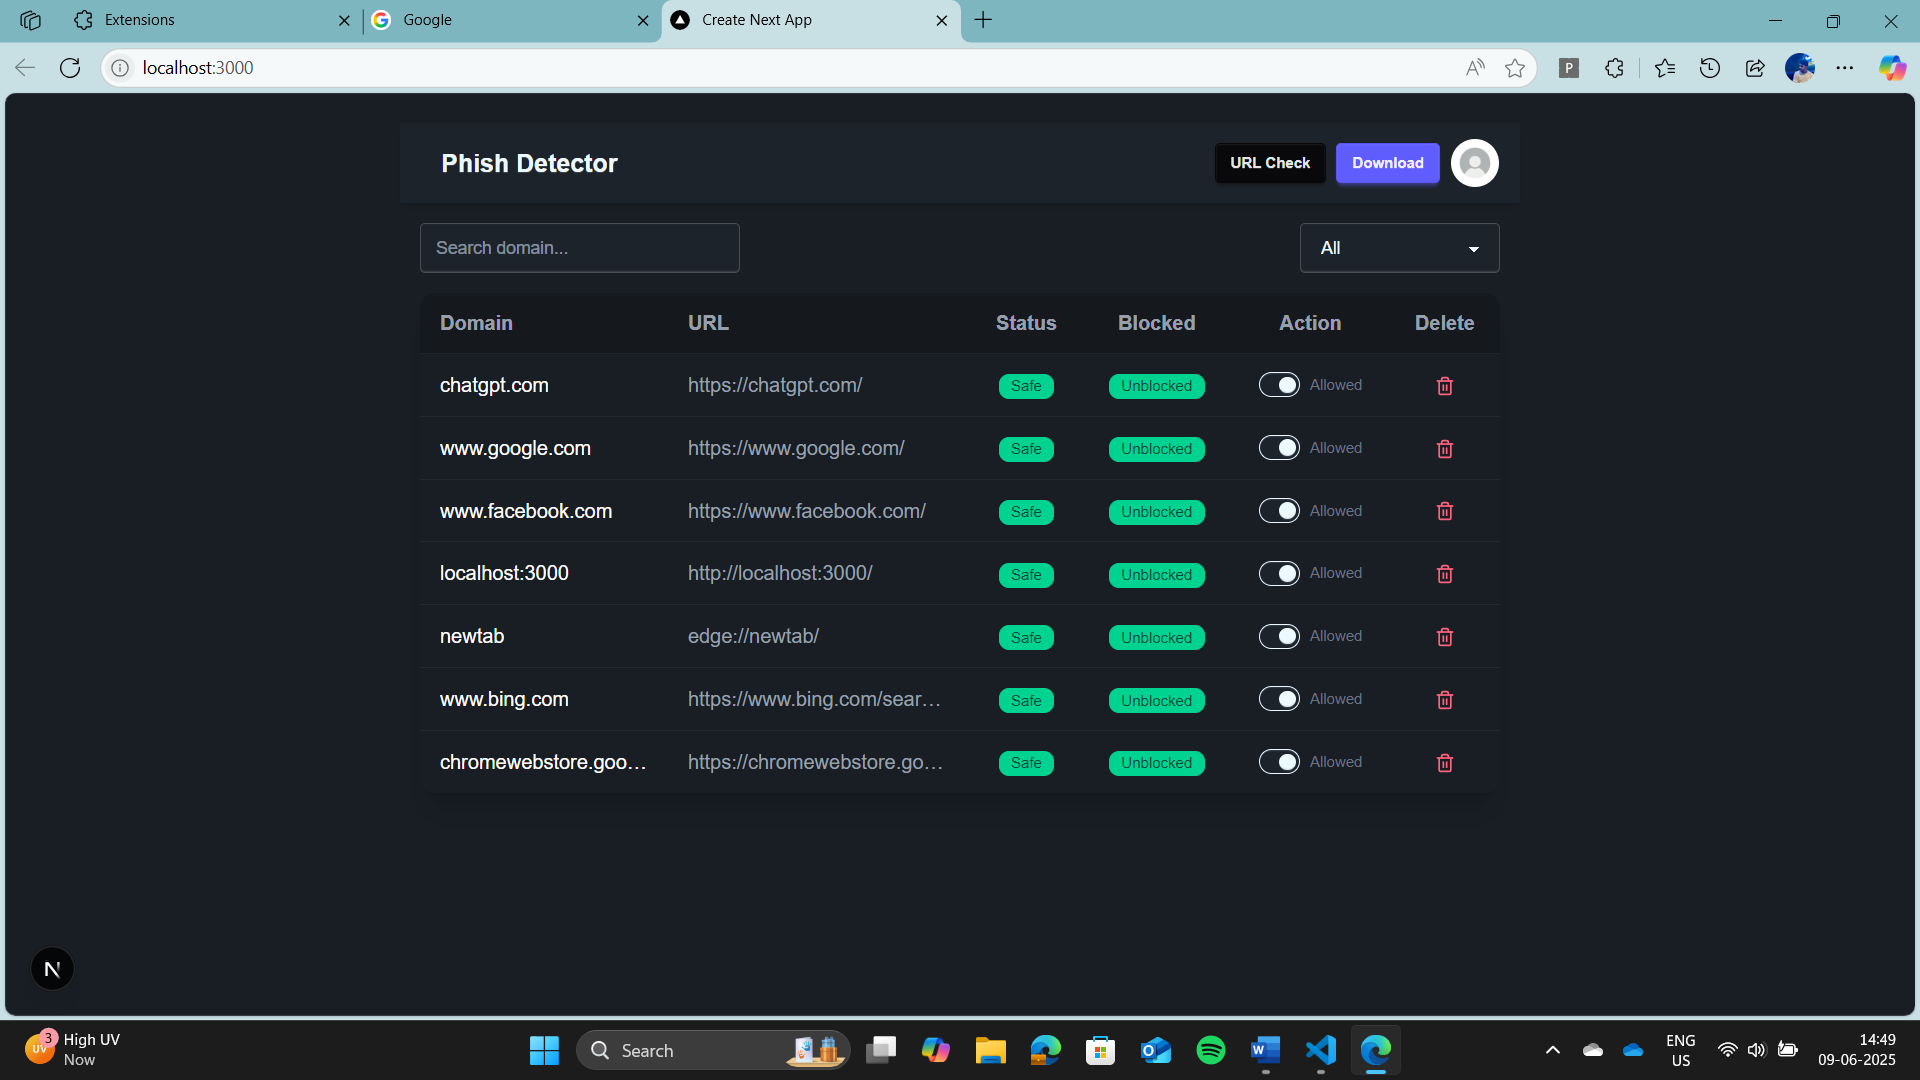 Extensions
Google
Create Next App
localhost:3000
P
Phish Detector
URL Check
Download
Search domain...
All
Domain URL Status Blocked Action Delete
chatgpt.com https://chatgpt.com/ Safe Unblocked Allowed
www.google.com https://www.google.com/ Safe Unblocked Allowed
www.facebook.com https://www.facebook.com/ Safe Unblocked Allowed
localhost:3000 http://localhost:3000/ Safe Unblocked Allowed
newtab edge://newtab/ Safe Unblocked Allowed
www.bing.com https://www.bing.com/sear... Safe Unblocked Allowed
chromewebstore.goo... https://chromewebstore.go... Safe Unblocked Allowed
N
UV 3
High UV
Now
Search
ENG
US
14:49
09-06-2025